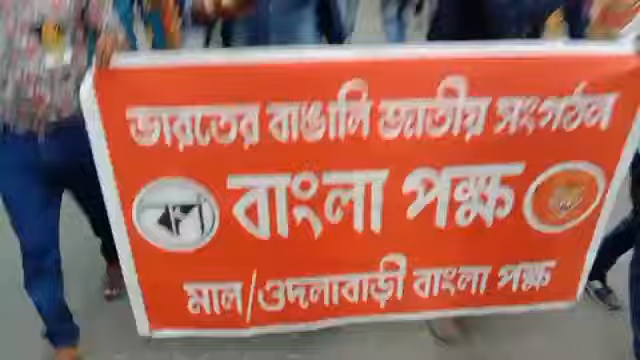 ভারতের বাঙালি জাতীয় সংগঠন
বাংলা পক্ষ
মাল/ওদলাবাড়ী বাংলা পক্ষ